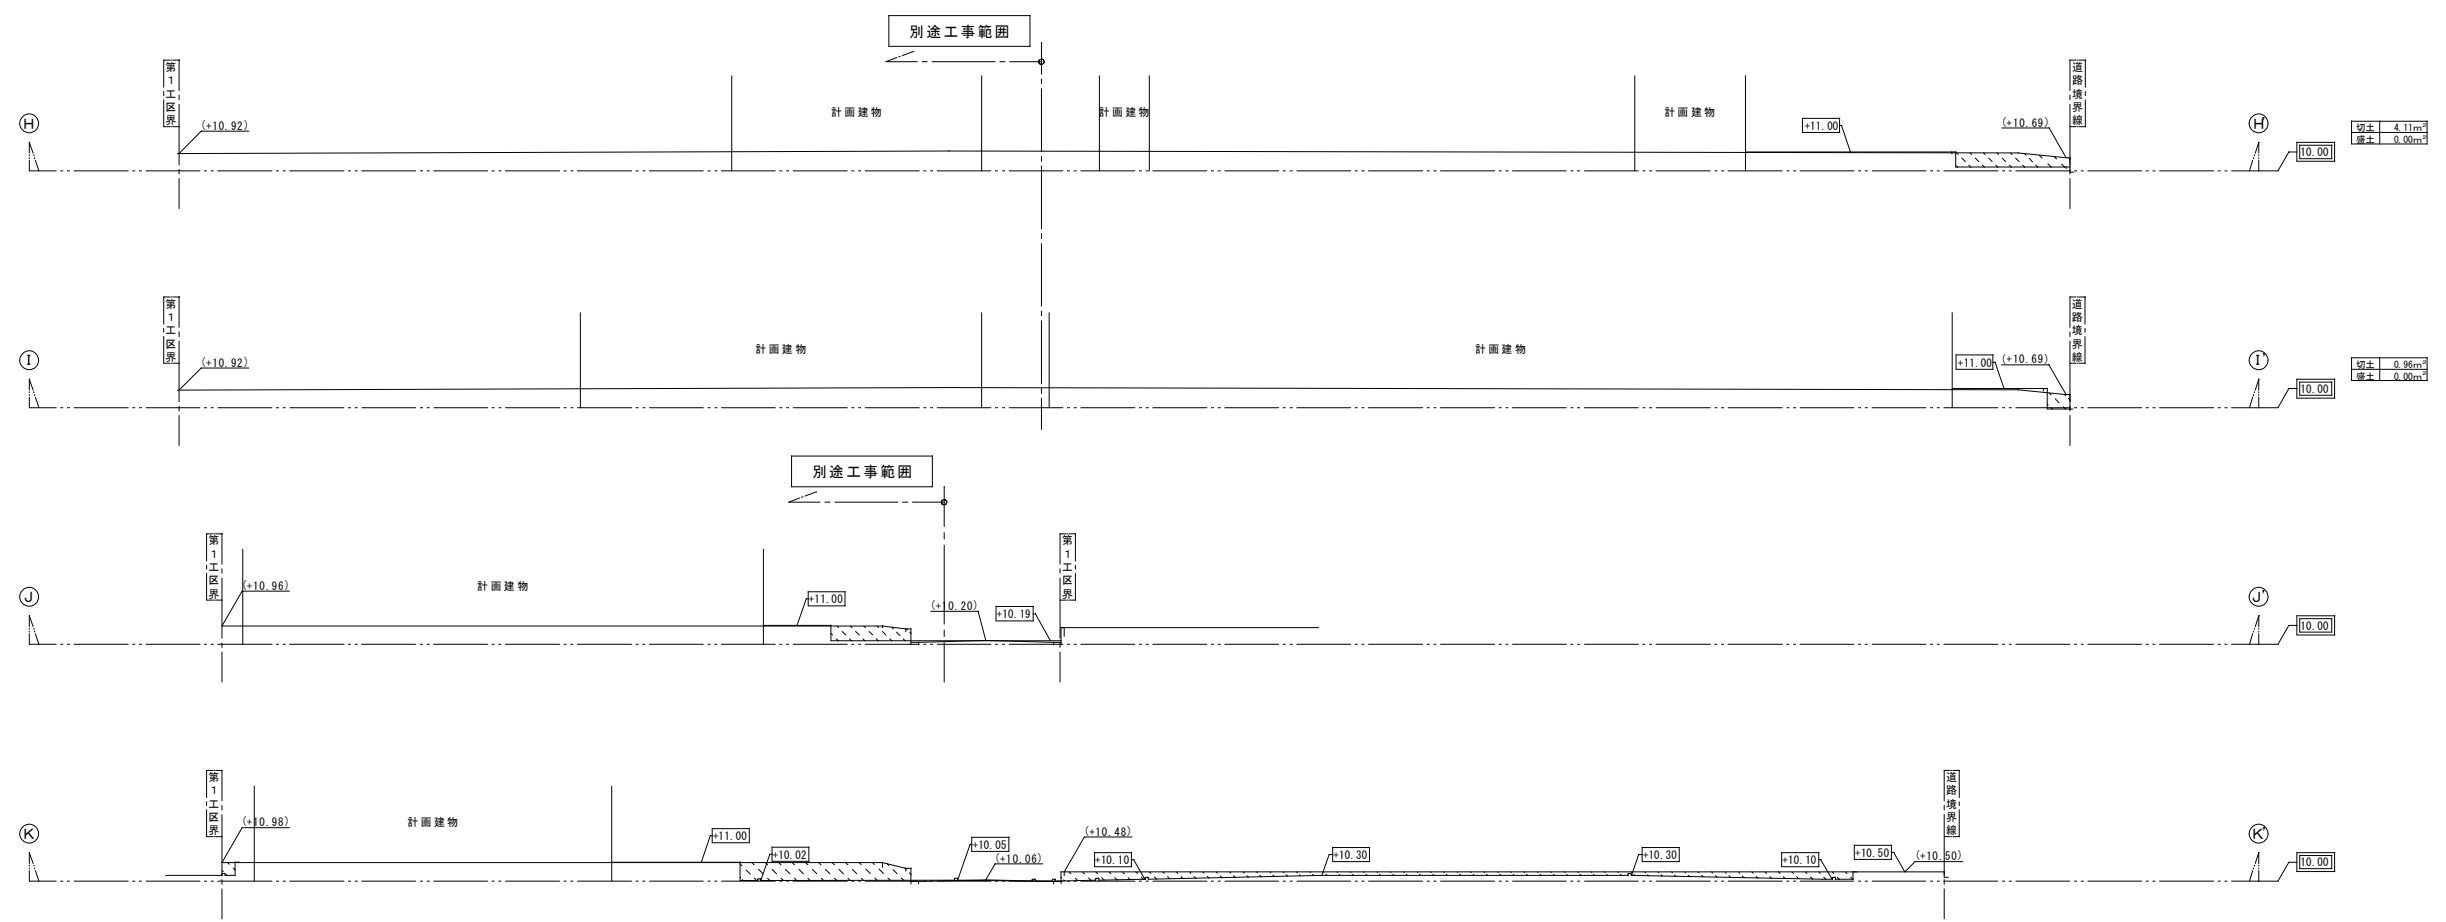 別途工事範囲
第1工区界
道路境界線
計画建物
計画建物
計画建物
H
(+10.92)
+11.00
(+10.69)
H'
10.00
切土 4.11m²
盛土 0.00m²
第1工区界
道路境界線
計画建物
計画建物
I
(+10.92)
+11.00
(+10.69)
I'
10.00
切土 0.96m²
盛土 0.00m²
別途工事範囲
第1工区界
第1工区界
計画建物
J
(+10.96)
+11.00
(+10.20)
+10.19
J'
10.00
第1工区界
道路境界線
計画建物
K
(+10.98)
+11.00
+10.02
+10.05
(+10.06)
(+10.48)
+10.10
+10.30
+10.30
+10.10
+10.50
(+10.50)
K'
10.00